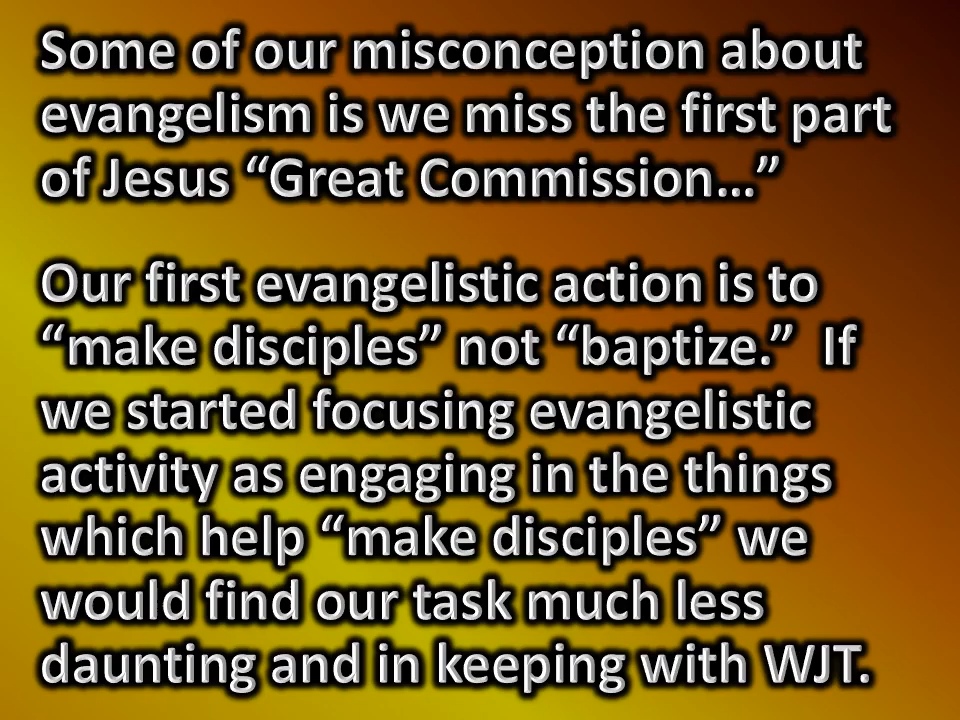 Some of our misconception about
evangelism is we miss the first part
of Jesus “Great Commission…”
Our first evangelistic action is to
“make disciples” not “baptize.”  If
we started focusing evangelistic
activity as engaging in the things
which help “make disciples” we
would find our task much less
daunting and in keeping with WJT.